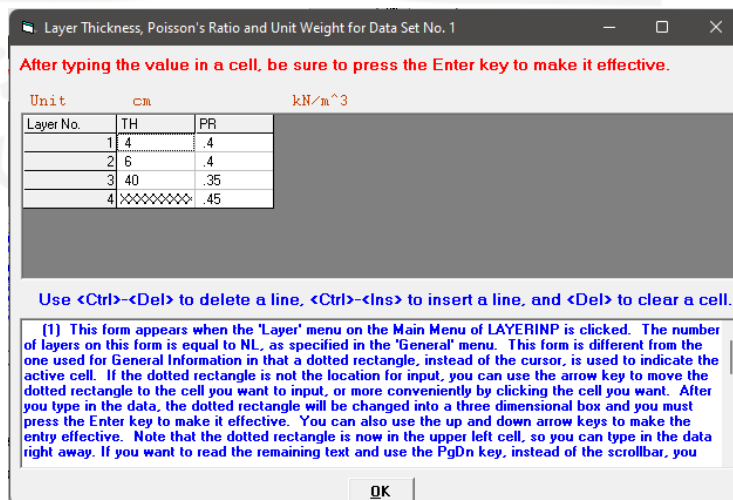 Layer Thickness, Poisson's Ratio and Unit Weight for Data Set No. 1
After typing the value in a cell, be sure to press the Enter key to make it effective.
Unit cm kN/m^3
Layer No. TH PR
1 4 .4
2 6 .4
3 40 .35
4 XXXXXXXXX .45
Use <Ctrl>-<Del> to delete a line, <Ctrl>-<Ins> to insert a line, and <Del> to clear a cell.
(1) This form appears when the 'Layer' menu on the Main Menu of LAYERINP is clicked. The number
of layers on this form is equal to NL, as specified in the 'General' menu. This form is different from the
one used for General Information in that a dotted rectangle, instead of the cursor, is used to indicate the
active cell. If the dotted rectangle is not the location for input, you can use the arrow key to move the
dotted rectangle to the cell you want to input, or more conveniently by clicking the cell you want. After
you type in the data, the dotted rectangle will be changed into a three dimensional box and you must
press the Enter key to make it effective. You can also use the up and down arrow keys to make the
entry effective. Note that the dotted rectangle is now in the upper left cell, so you can type in the data
right away. If you want to read the remaining text and use the PgDn key, instead of the scrollbar, you
OK